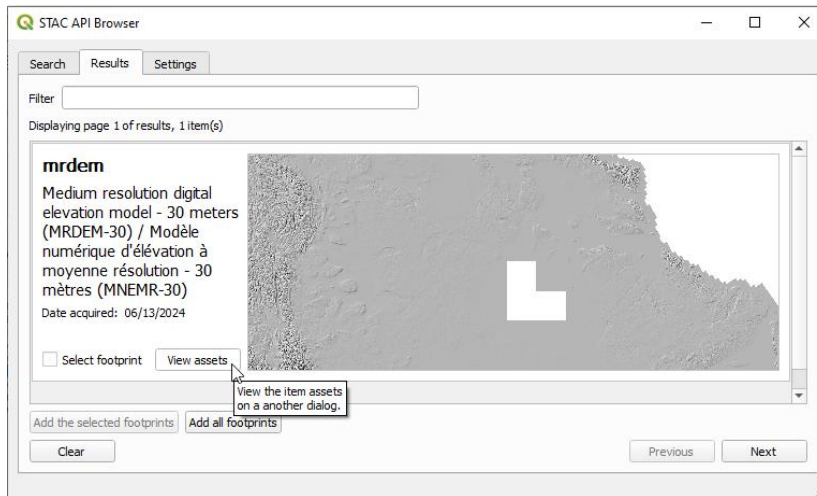 STAC API Browser
Search Results Settings
Filter
Displaying page 1 of results, 1 item(s)
mrdem
Medium resolution digital
elevation model - 30 meters
(MRDEM-30) / Modèle
numérique d'élévation à
moyenne résolution - 30
mètres (MNEMR-30)
Date acquired: 06/13/2024
Select footprint View assets
View the item assets
on a another dialog.
Add the selected footprints Add all footprints
Clear Previous Next